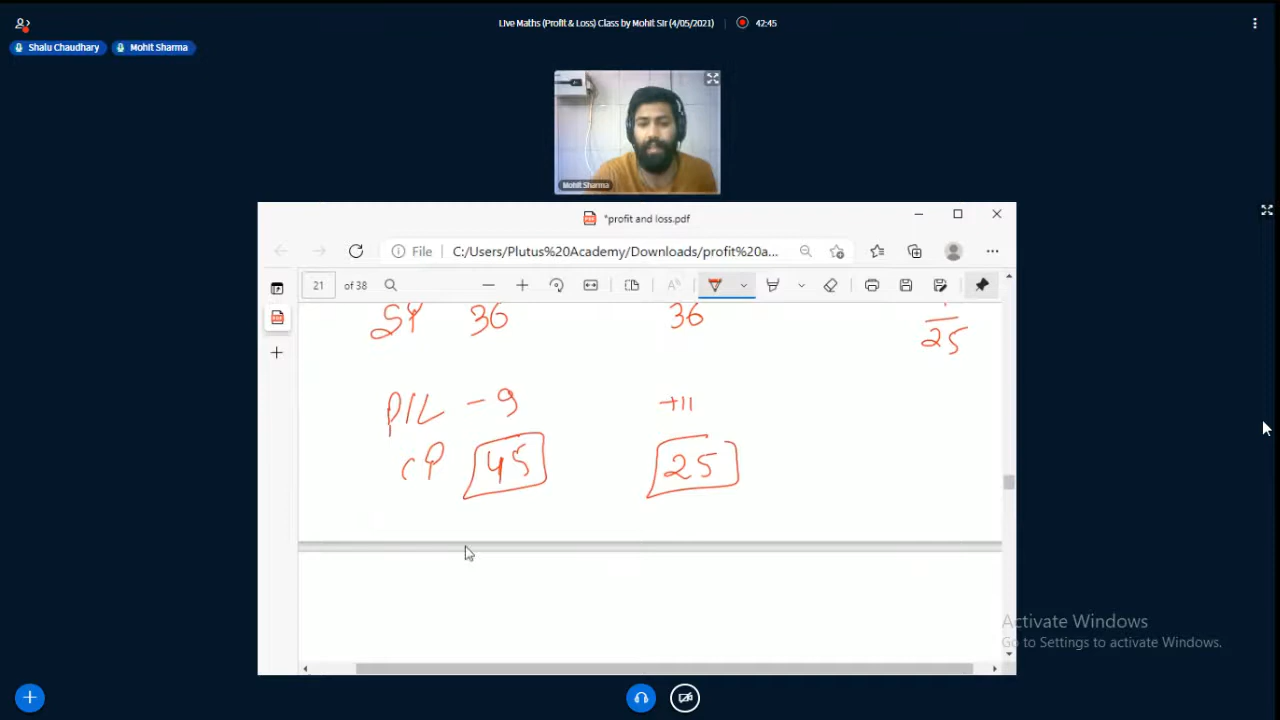 Live Maths (Profit & Loss) Class by Mohit Sir (4/05/2021)
42:45
Shalu Chaudhary
Mohit Sharma
Mohit Sharma
*profit and loss.pdf
File
C:/Users/Plutus%20Academy/Downloads/profit%20a...
21 of 38
SP 36 36
25
P/L - 9 +11
CP 45 25
Activate Windows
Go to Settings to activate Windows.